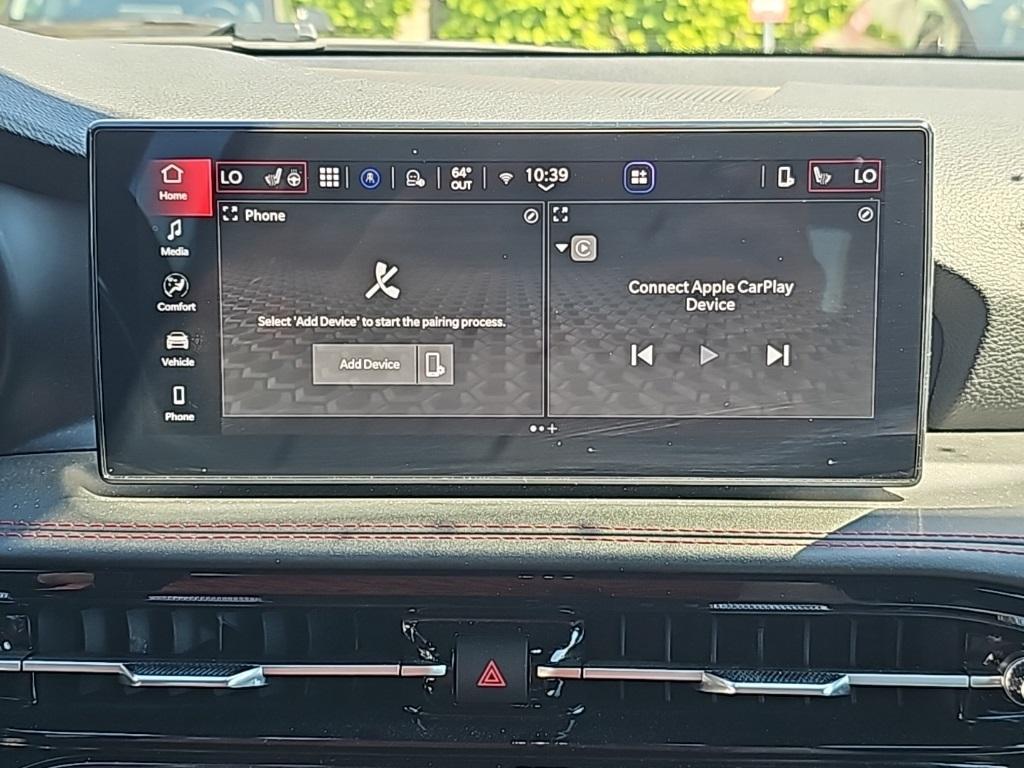 Home
LO
64°
OUT
10:39
LO
Media
Comfort
Vehicle
Phone
Phone
Select 'Add Device' to start the pairing process.
Add Device
Connect Apple CarPlay
Device